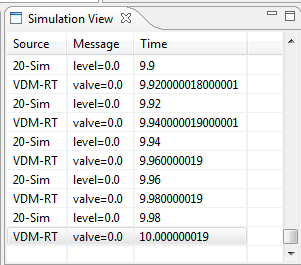 Simulation View
Source Message Time
20-Sim level=0.0 9.9
VDM-RT valve=0.0 9.920000018000001
20-Sim level=0.0 9.92
VDM-RT valve=0.0 9.940000019000001
20-Sim level=0.0 9.94
VDM-RT valve=0.0 9.960000019
20-Sim level=0.0 9.96
VDM-RT valve=0.0 9.980000019
20-Sim level=0.0 9.98
VDM-RT valve=0.0 10.000000019